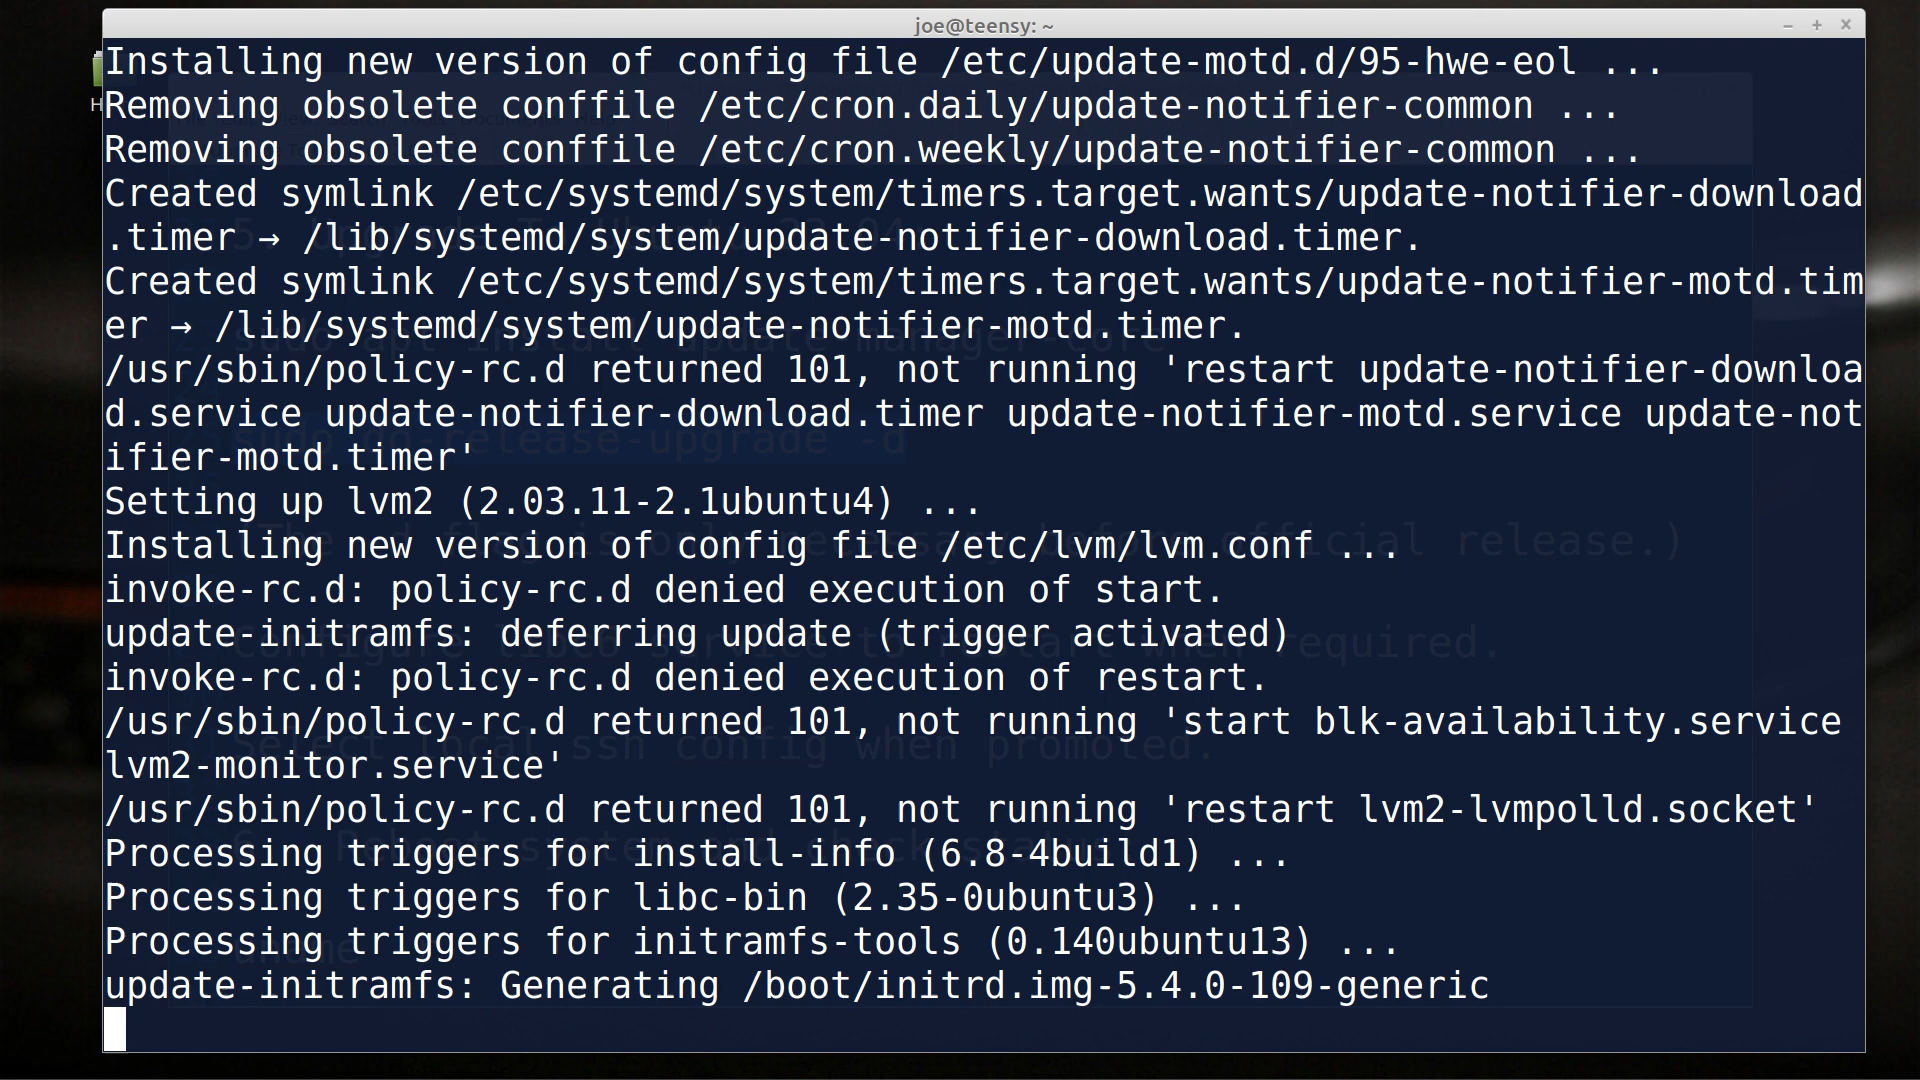 joe@teensy: ~
Installing new version of config file /etc/update-motd.d/95-hwe-eol ...
Removing obsolete conffile /etc/cron.daily/update-notifier-common ...
Removing obsolete conffile /etc/cron.weekly/update-notifier-common ...
Created symlink /etc/systemd/system/timers.target.wants/update-notifier-download
.timer → /lib/systemd/system/update-notifier-download.timer.
Created symlink /etc/systemd/system/timers.target.wants/update-notifier-motd.tim
er → /lib/systemd/system/update-notifier-motd.timer.
/usr/sbin/policy-rc.d returned 101, not running 'restart update-notifier-downloa
d.service update-notifier-download.timer update-notifier-motd.service update-not
ifier-motd.timer'
Setting up lvm2 (2.03.11-2.1ubuntu4) ...
Installing new version of config file /etc/lvm/lvm.conf ...
invoke-rc.d: policy-rc.d denied execution of start.
update-initramfs: deferring update (trigger activated)
invoke-rc.d: policy-rc.d denied execution of restart.
/usr/sbin/policy-rc.d returned 101, not running 'start blk-availability.service
lvm2-monitor.service'
/usr/sbin/policy-rc.d returned 101, not running 'restart lvm2-lvmpolld.socket'
Processing triggers for install-info (6.8-4build1) ...
Processing triggers for libc-bin (2.35-0ubuntu3) ...
Processing triggers for initramfs-tools (0.140ubuntu13) ...
update-initramfs: Generating /boot/initrd.img-5.4.0-109-generic